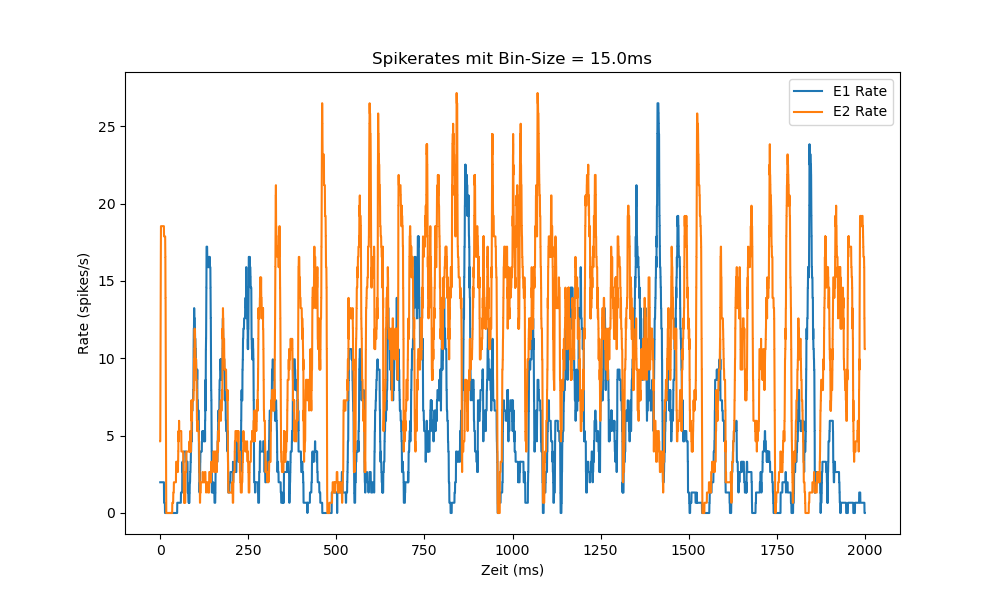 Spikerates mit Bin-Size = 15.0ms
E1 Rate
E2 Rate
Rate (spikes/s)
25
20
15
10
5
0
0 250 500 750 1000 1250 1500 1750 2000
Zeit (ms)